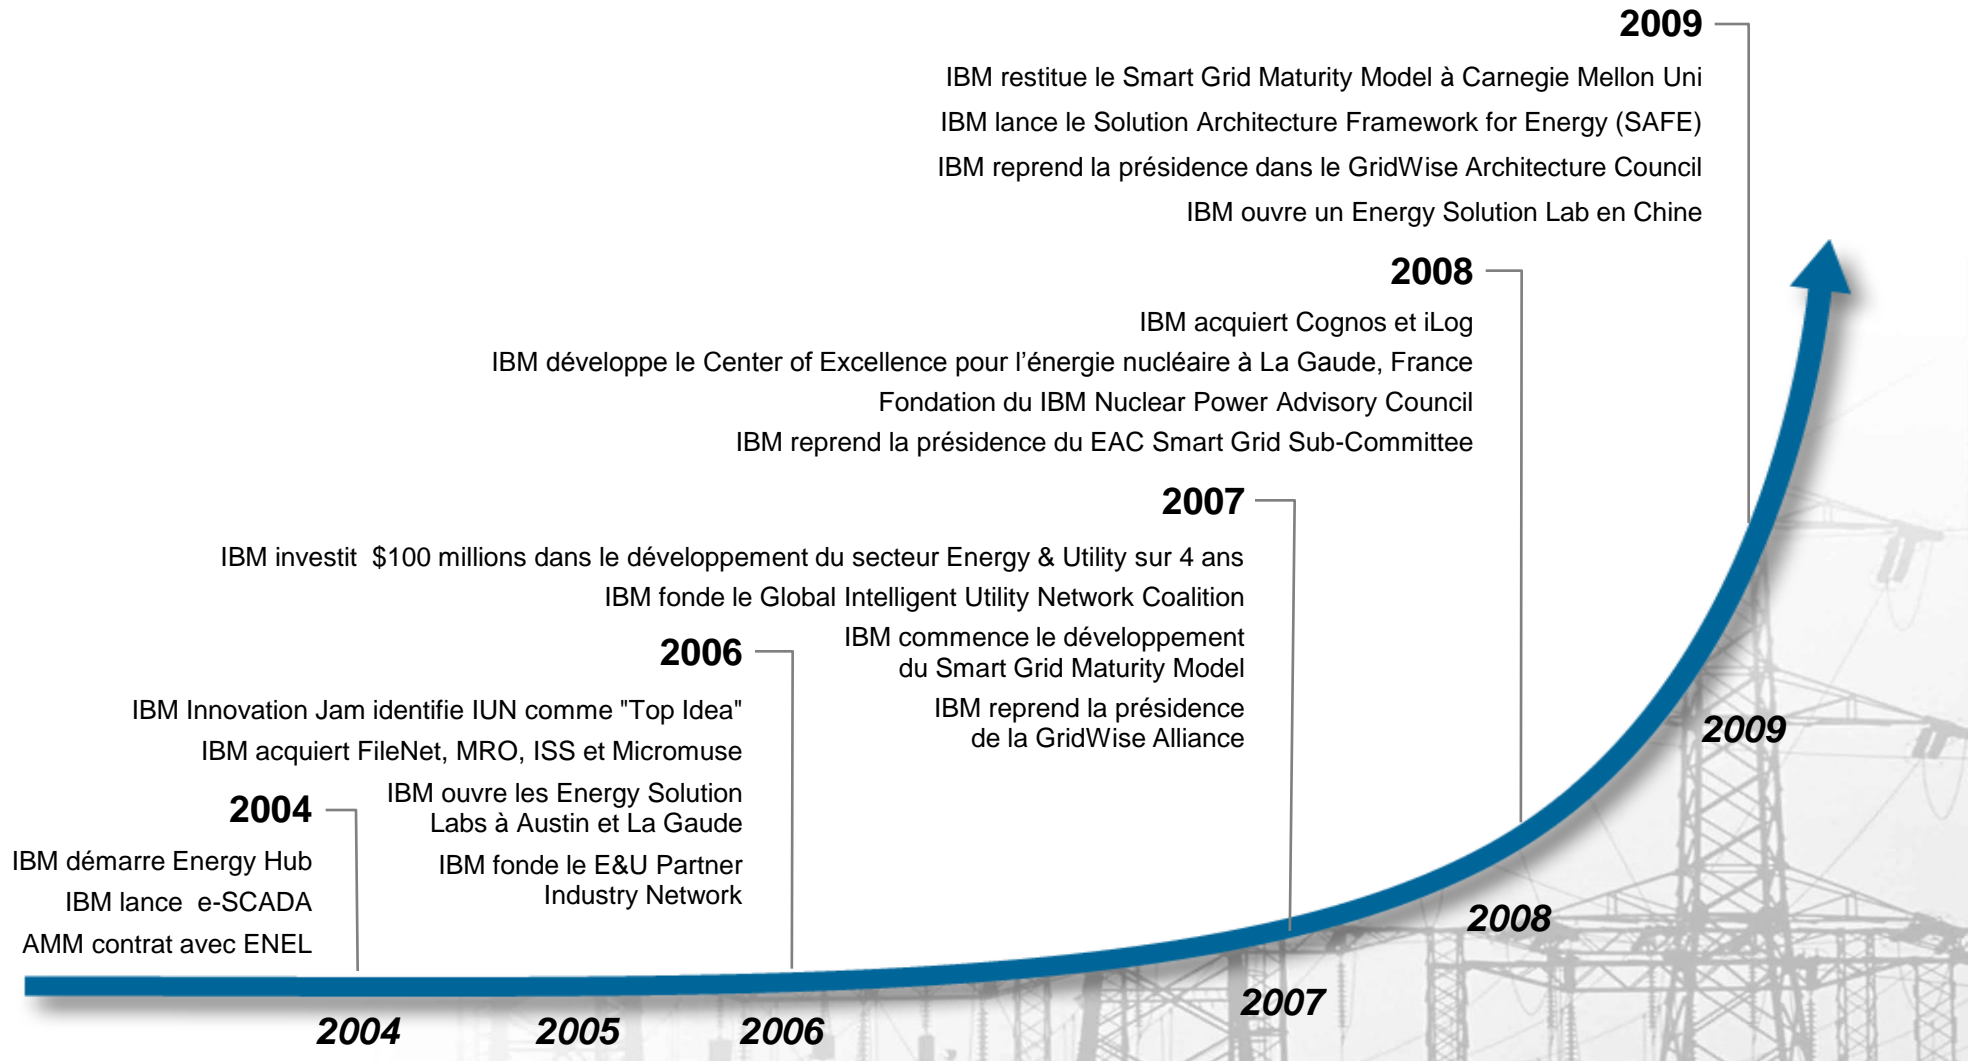 2009
IBM restitue le Smart Grid Maturity Model à Carnegie Mellon Uni
IBM lance le Solution Architecture Framework for Energy (SAFE)
IBM reprend la présidence dans le GridWise Architecture Council
IBM ouvre un Energy Solution Lab en Chine
2008
IBM acquiert Cognos et iLog
IBM développe le Center of Excellence pour l’énergie nucléaire à La Gaude, France
Fondation du IBM Nuclear Power Advisory Council
IBM reprend la présidence du EAC Smart Grid Sub-Committee
2007
IBM investit  $100 millions dans le développement du secteur Energy & Utility sur 4 ans
IBM fonde le Global Intelligent Utility Network Coalition
IBM commence le développement
du Smart Grid Maturity Model
IBM reprend la présidence
de la GridWise Alliance
2006
IBM Innovation Jam identifie IUN comme "Top Idea"
IBM acquiert FileNet, MRO, ISS et Micromuse
IBM ouvre les Energy Solution
Labs à Austin et La Gaude
IBM fonde le E&U Partner
Industry Network
2004
IBM démarre Energy Hub
IBM lance  e-SCADA
AMM contrat avec ENEL
2004
2005
2006
2007
2008
2009